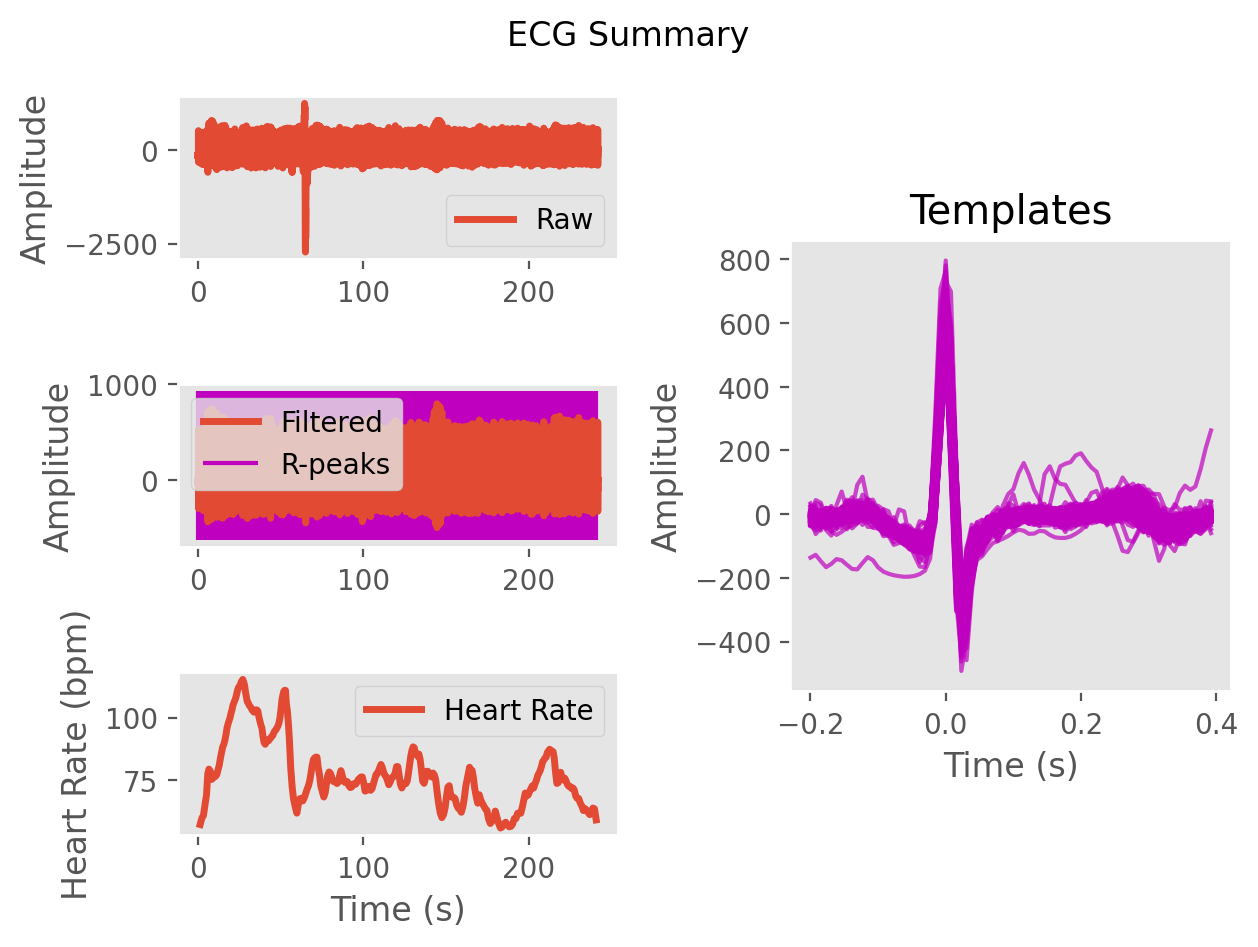 ECG Summary
Amplitude
0
−2500
Raw
0
100
200
Amplitude
1000
0
Filtered
R-peaks
0
100
200
Heart Rate (bpm)
100
75
Heart Rate
0
100
200
Time (s)
Templates
Amplitude
800
600
400
200
0
−200
−400
−0.2
0.0
0.2
0.4
Time (s)